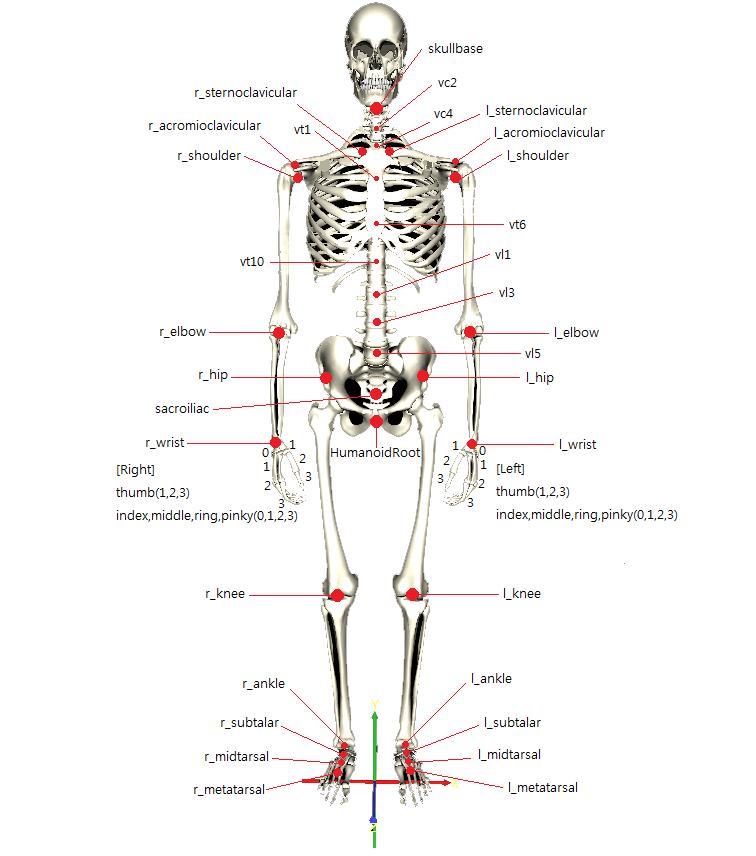 skullbase
vc2
r_sternoclavicular
vc4
l_sternoclavicular
r_acromioclavicular
vt1
l_acromioclavicular
r_shoulder
l_shoulder
vt6
vl1
vt10
vl3
r_elbow
l_elbow
vl5
r_hip
l_hip
sacroiliac
r_wrist
HumanoidRoot
l_wrist
0 1
1 2
2 3
3
1 0
2 1
3 2
3
[Right]
thumb(1,2,3)
index,middle,ring,pinky(0,1,2,3)
[Left]
thumb(1,2,3)
index,middle,ring,pinky(0,1,2,3)
r_knee
l_knee
r_ankle
l_ankle
Y
r_subtalar
l_subtalar
r_midtarsal
l_midtarsal
r_metatarsal
X
l_metatarsal
Z